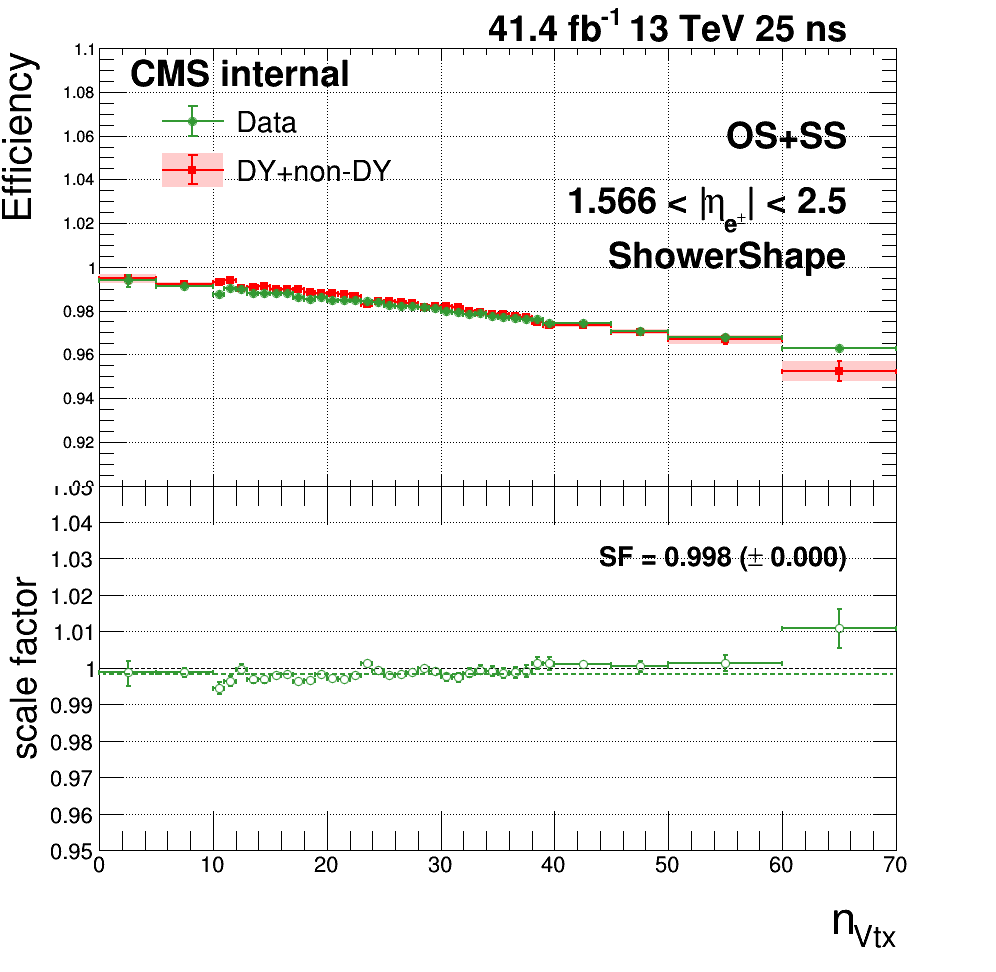 41.4 fb⁻¹ 13 TeV 25 ns
Efficiency
1.1
1.08
1.06
1.04
1.02
1
0.98
0.96
0.94
0.92
CMS internal
Data
DY+non-DY
OS+SS
1.566 < |η_e±| < 2.5
ShowerShape
scale factor
1.04
1.03
1.02
1.01
1
0.99
0.98
0.97
0.96
0.95
SF = 0.998 (± 0.000)
0 10 20 30 40 50 60 70
n_Vtx